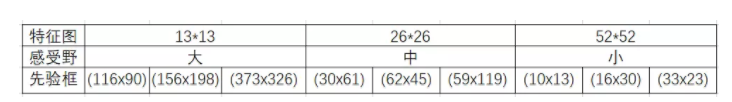 特征图 13*13 26*26 52*52
感受野 大 中 小
先验框 (116x90) (156x198) (373x326) (30x61) (62x45) (59x119) (10x13) (16x30) (33x23)